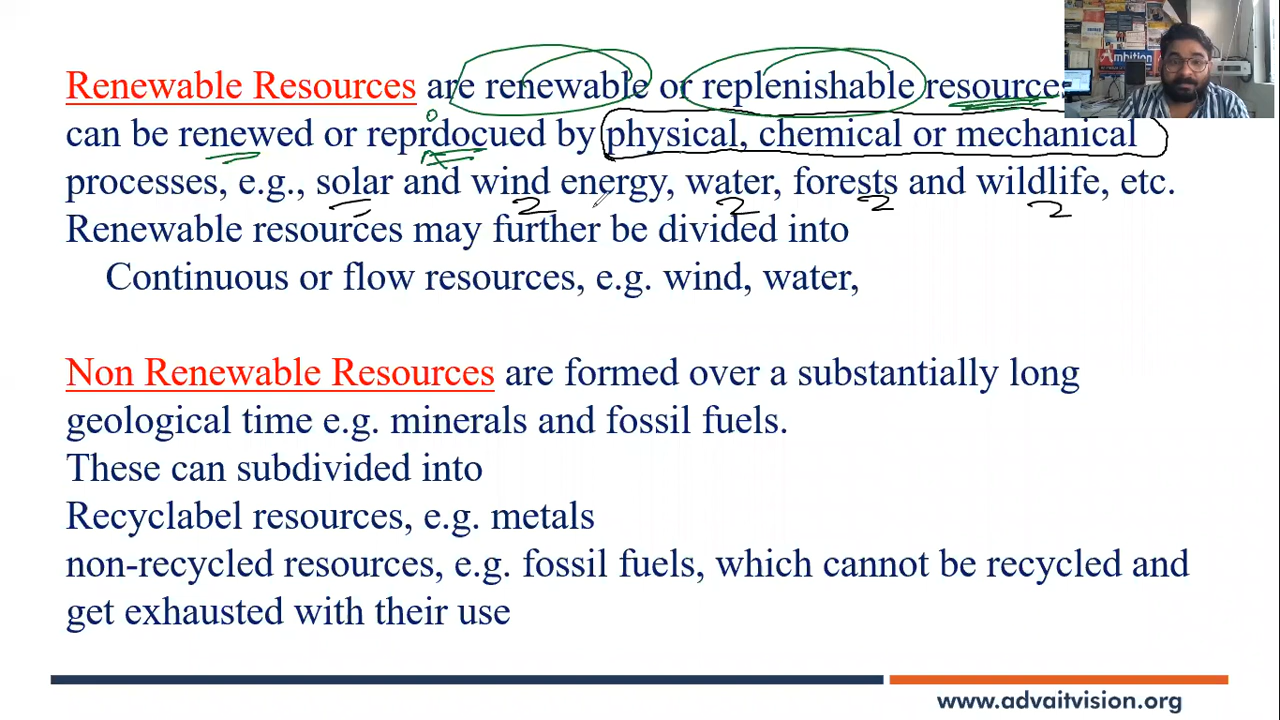 Ambition
Renewable Resources are renewable or replenishable resources
can be renewed or reprdocued by physical, chemical or mechanical
processes, e.g., solar and wind energy, water, forests and wildlife, etc.
Renewable resources may further be divided into
Continuous or flow resources, e.g. wind, water,
Non Renewable Resources are formed over a substantially long
geological time e.g. minerals and fossil fuels.
These can subdivided into
Recyclabel resources, e.g. metals
non-recycled resources, e.g. fossil fuels, which cannot be recycled and
get exhausted with their use
www.advaitvision.org